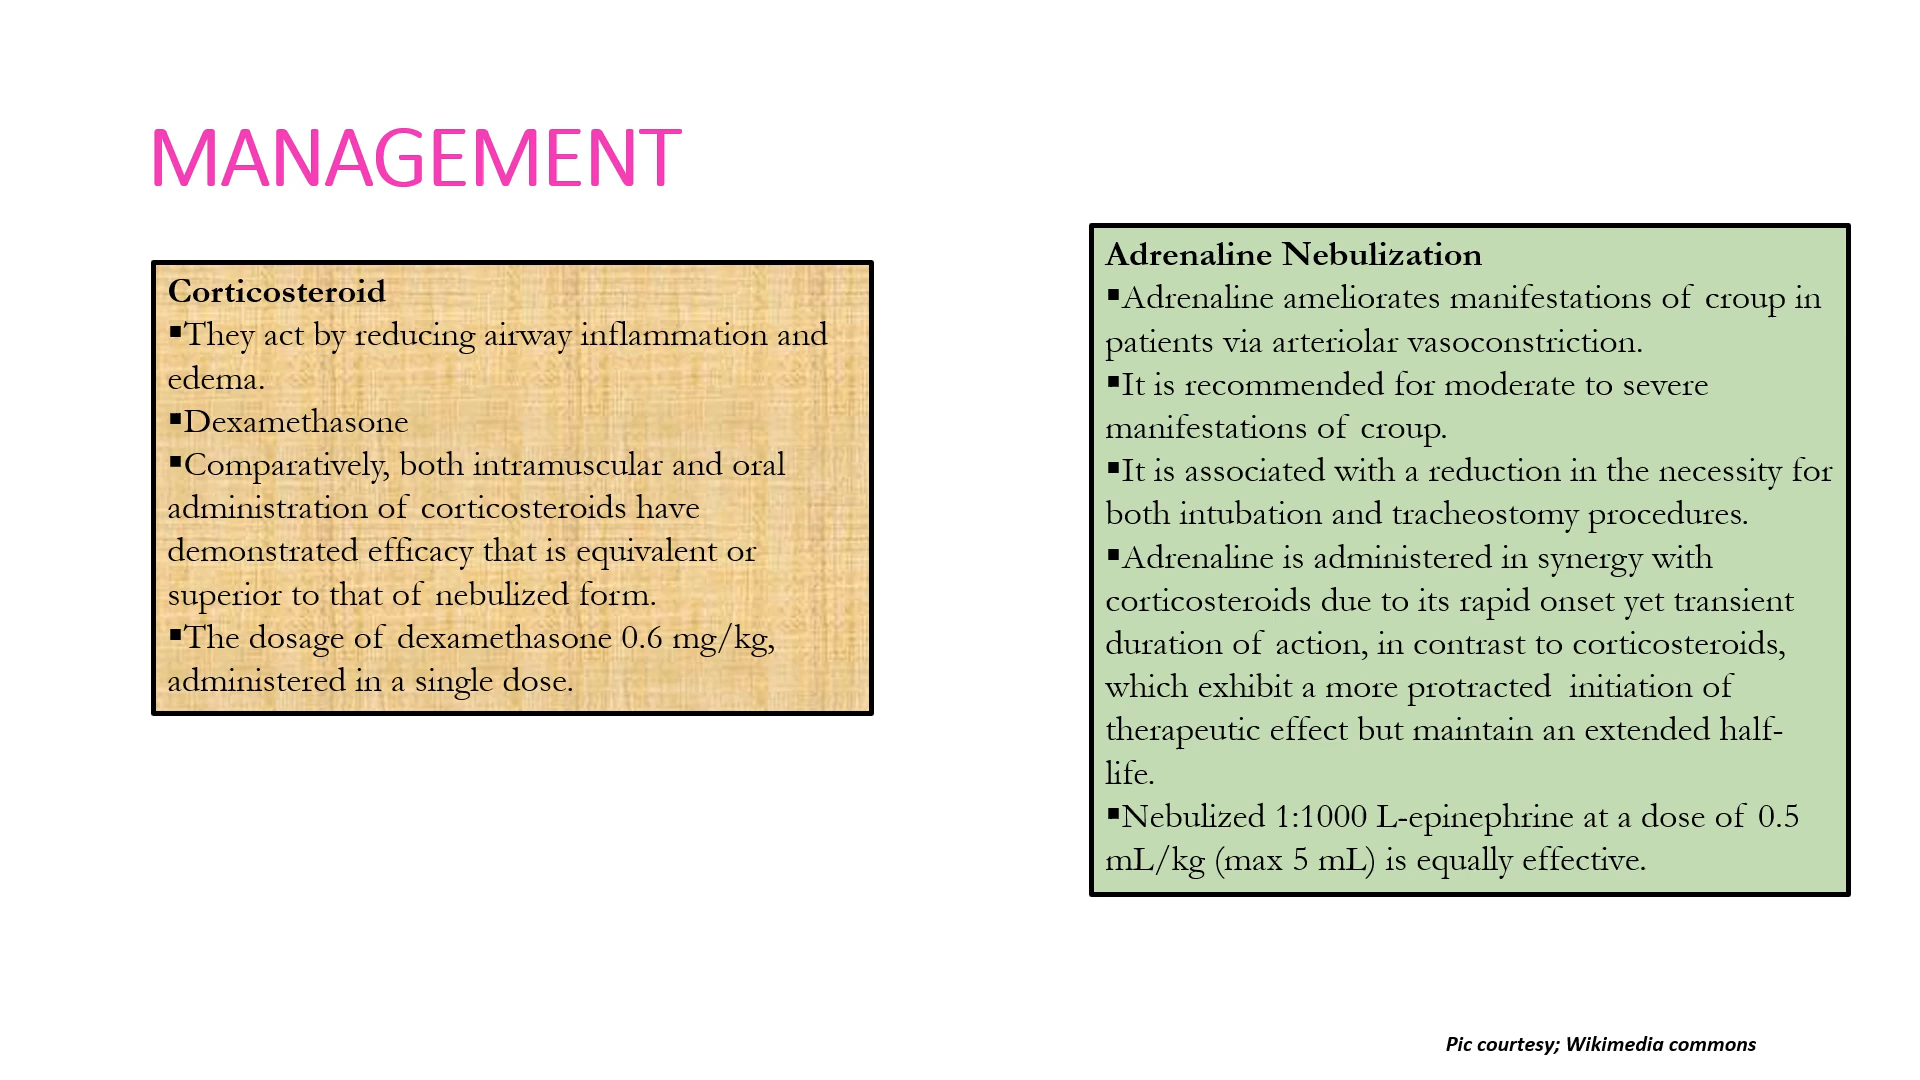 MANAGEMENT
Corticosteroid
▪They act by reducing airway inflammation and
edema.
▪Dexamethasone
▪Comparatively, both intramuscular and oral
administration of corticosteroids have
demonstrated efficacy that is equivalent or
superior to that of nebulized form.
▪The dosage of dexamethasone 0.6 mg/kg,
administered in a single dose.
Adrenaline Nebulization
▪Adrenaline ameliorates manifestations of croup in
patients via arteriolar vasoconstriction.
▪It is recommended for moderate to severe
manifestations of croup.
▪It is associated with a reduction in the necessity for
both intubation and tracheostomy procedures.
▪Adrenaline is administered in synergy with
corticosteroids due to its rapid onset yet transient
duration of action, in contrast to corticosteroids,
which exhibit a more protracted initiation of
therapeutic effect but maintain an extended half-
life.
▪Nebulized 1:1000 L-epinephrine at a dose of 0.5
mL/kg (max 5 mL) is equally effective.
Pic courtesy; Wikimedia commons